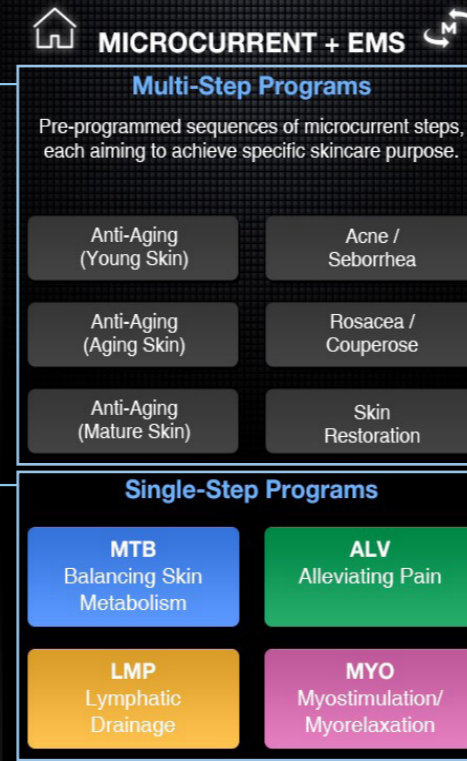 MICROCURRENT + EMS
M
Multi-Step Programs
Pre-programmed sequences of microcurrent steps,
each aiming to achieve specific skincare purpose.
Anti-Aging
(Young Skin)
Acne /
Seborrhea
Anti-Aging
(Aging Skin)
Rosacea /
Couperose
Anti-Aging
(Mature Skin)
Skin
Restoration
Single-Step Programs
MTB
Balancing Skin
Metabolism
ALV
Alleviating Pain
LMP
Lymphatic
Drainage
MYO
Myostimulation/
Myorelaxation